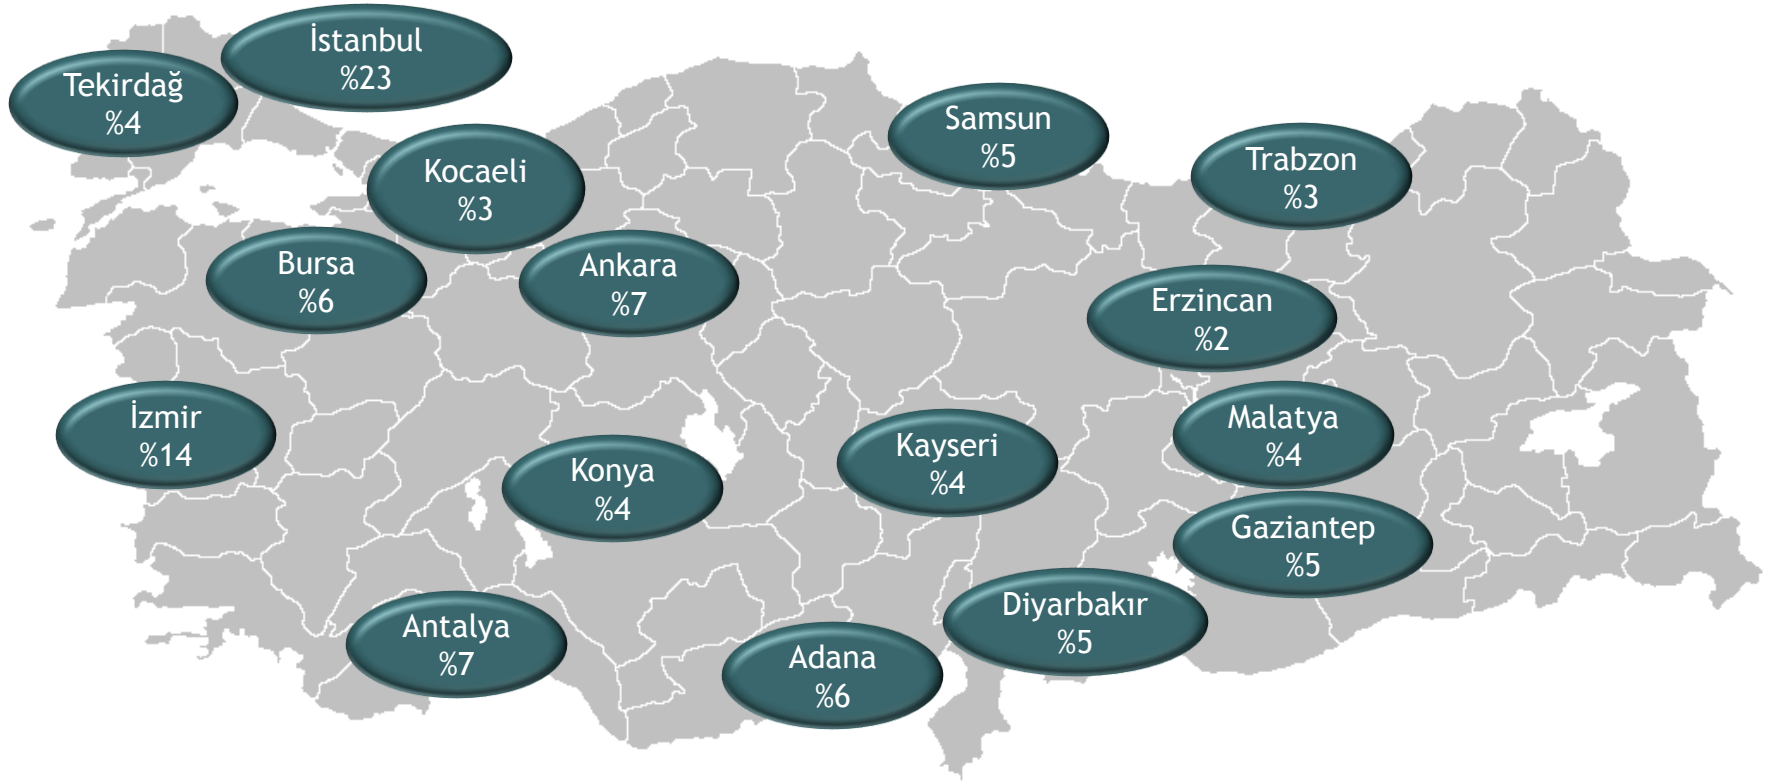 İstanbul
%23
Tekirdağ
%4
Samsun
%5
Kocaeli
%3
Trabzon
%3
Bursa
%6
Ankara
%7
Erzincan
%2
İzmir
%14
Malatya
%4
Kayseri
%4
Konya
%4
Gaziantep
%5
Diyarbakır
%5
Antalya
%7
Adana
%6